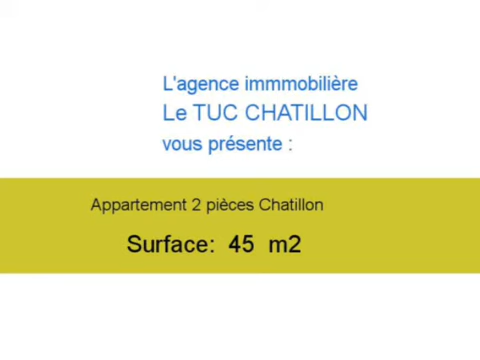 L'agence immmobilière
Le TUC CHATILLON
vous présente :
Appartement 2 pièces Chatillon
Surface: 45 m2